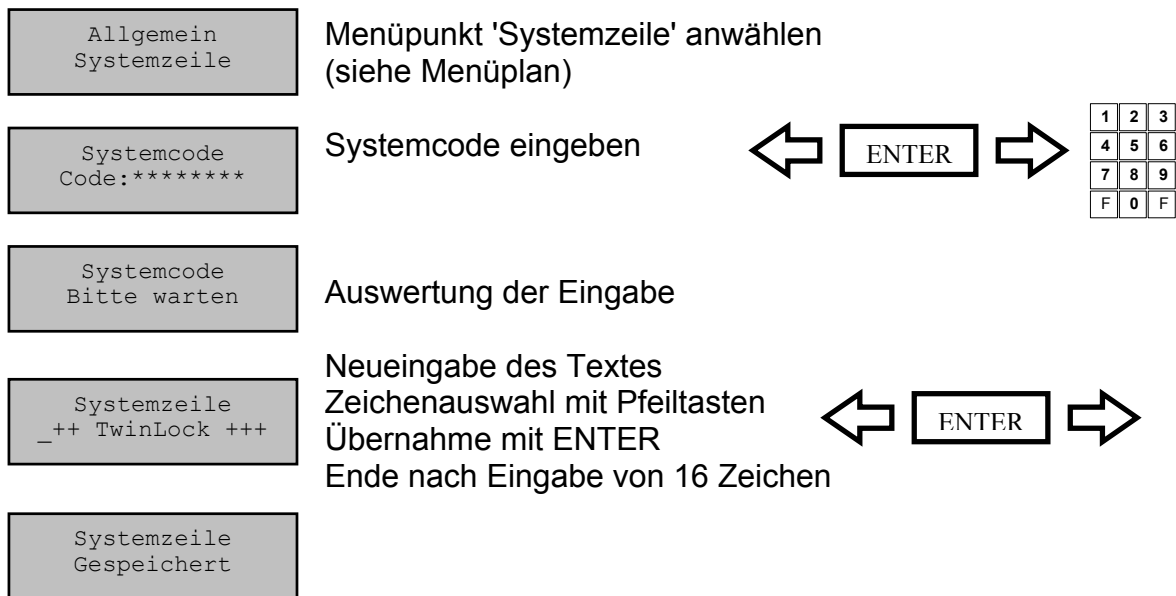 Allgemein
Systemzeile
Menüpunkt 'Systemzeile' anwählen
(siehe Menüplan)
Systemcode
Code:********
Systemcode eingeben
ENTER
1 2 3
4 5 6
7 8 9
F 0 F
Systemcode
Bitte warten
Auswertung der Eingabe
Systemzeile
_++ TwinLock +++
Neueingabe des Textes
Zeichenauswahl mit Pfeiltasten
Übernahme mit ENTER
Ende nach Eingabe von 16 Zeichen
ENTER
Systemzeile
Gespeichert